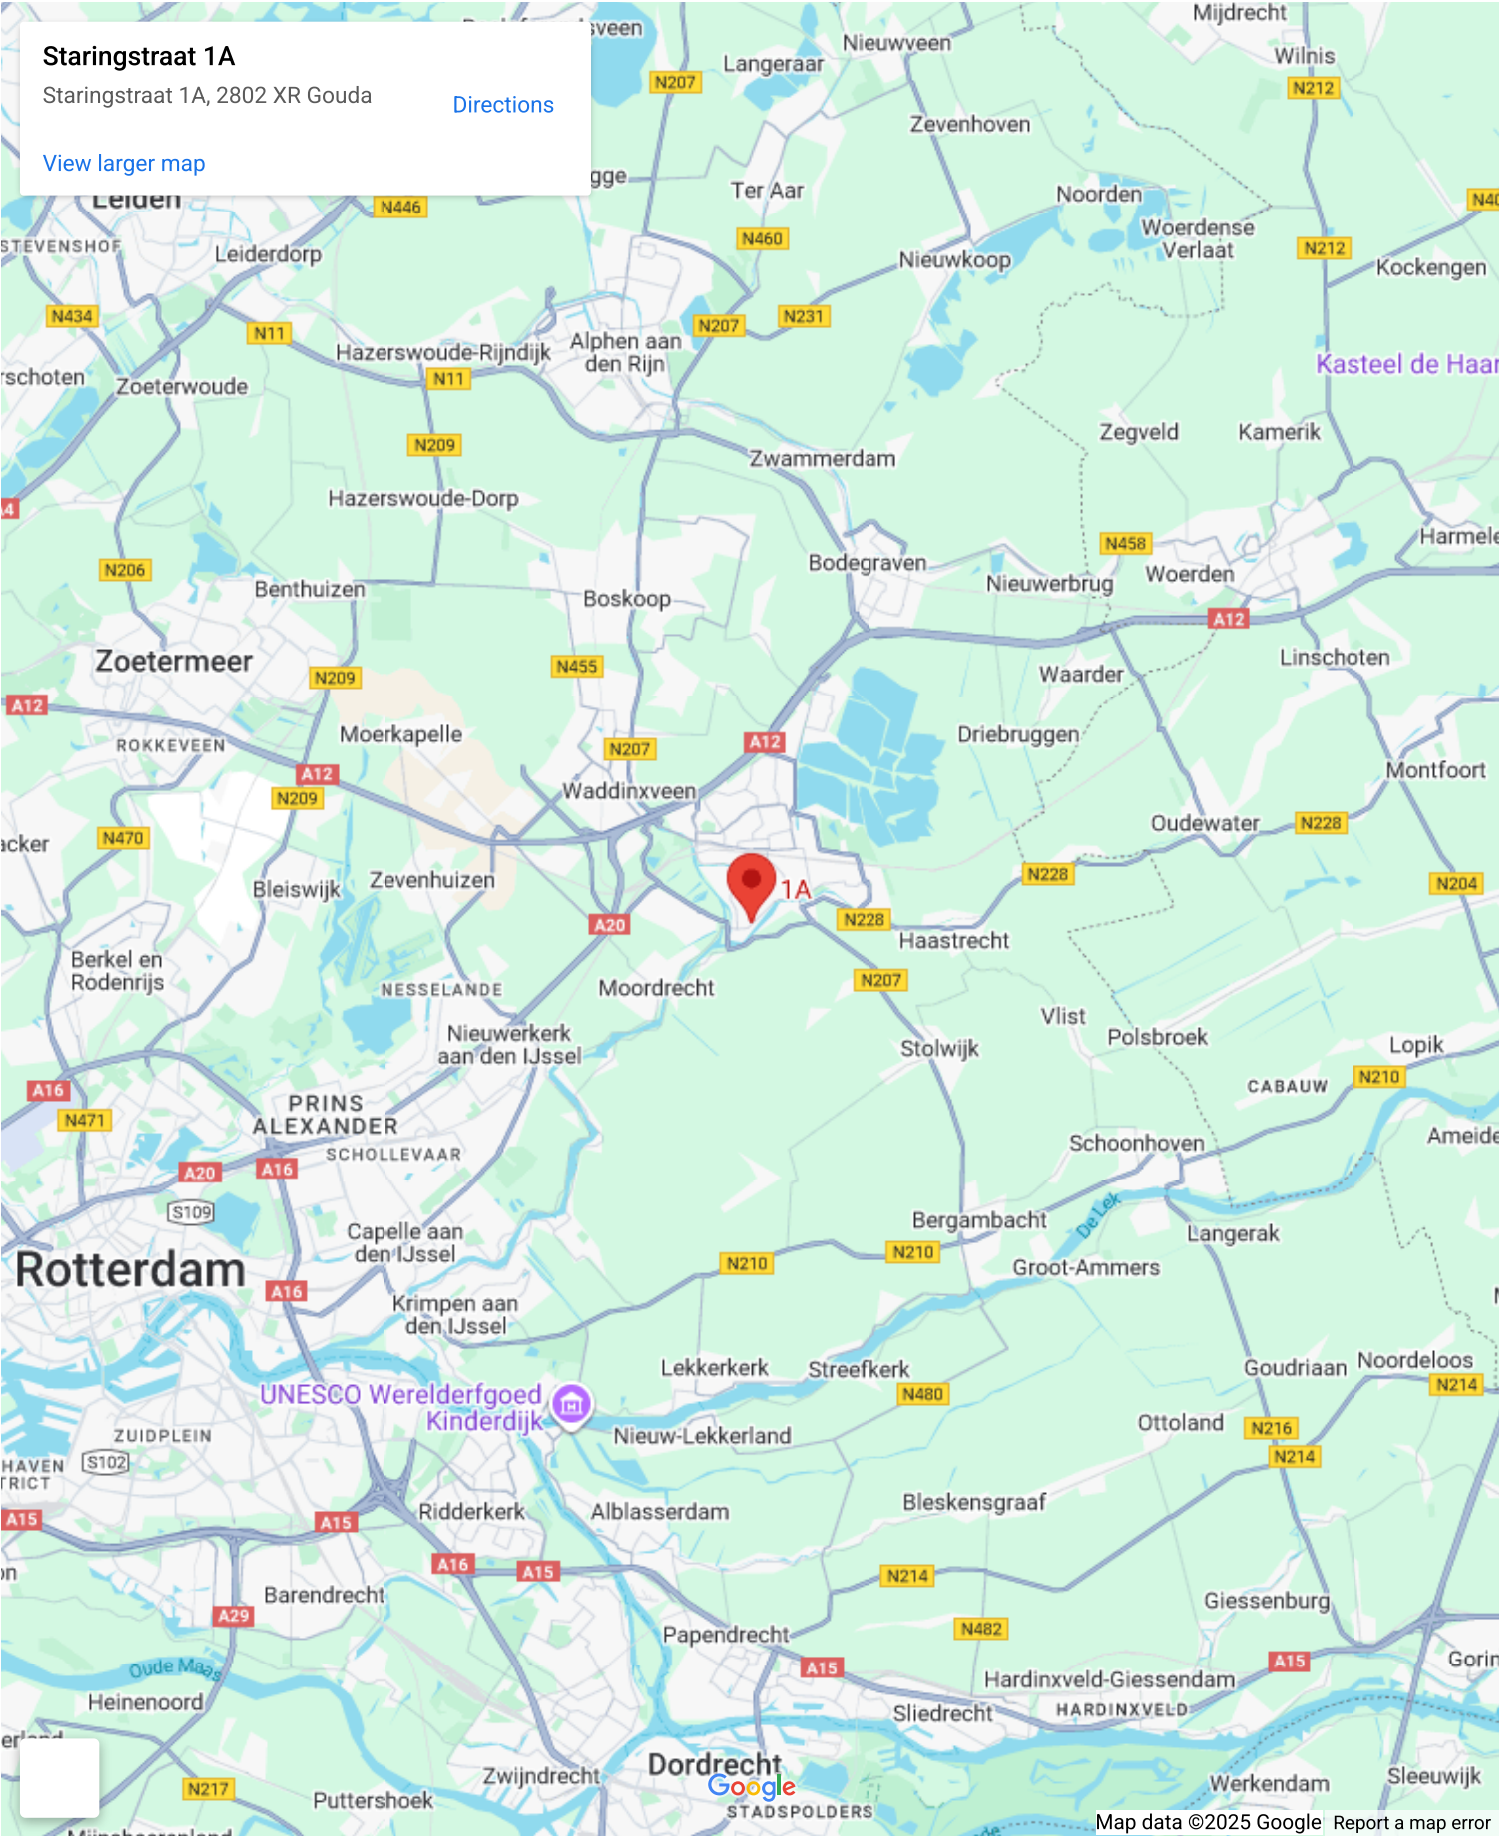 Staringstraat 1A
Staringstraat 1A, 2802 XR Gouda
Directions
View larger map
Mijdrecht
Nieuwveen
Langeraar
Wilnis
N207
N212
Zevenhoven
Ter Aar
Noorden
Leiden
N446
STEVENSHOF
Leiderdorp
N460
Woerdense
Verlaat
N212
Nieuwkoop
Kockengen
N434
N11
N207
N231
Hazerswoude-Rijndijk
Alphen aan
den Rijn
Kasteel de Haar
Zoeterwoude
N11
N209
Zegveld
Kamerik
Zwammerdam
Hazerswoude-Dorp
N206
Benthuizen
Boskoop
Bodegraven
N458
Nieuwerbrug
Woerden
A12
Zoetermeer
N209
N455
Waarder
Linschoten
A12
ROKKEVEEN
Moerkapelle
N207
A12
Driebruggen
A12
N209
Waddinxveen
Montfoort
N470
Oudewater
N228
Bleiswijk
Zevenhuizen
1A
N228
N204
A20
N228
Haastrecht
Berkel en
Rodenrijs
NESSELANDE
Moordrecht
N207
Nieuwerkerk
aan den IJssel
Vlist
Polsbroek
Stolwijk
Lopik
A16
N471
PRINS
ALEXANDER
CABAUW
N210
SCHOLLEVAAR
Schoonhoven
A20
A16
S109
Capelle aan
den IJssel
Bergambacht
De Lek
Langerak
Rotterdam
N210
N210
Groot-Ammers
A16
Krimpen aan
den IJssel
Lekkerkerk
Streefkerk
Goudriaan
Noordeloos
UNESCO Werelderfgoed
Kinderdijk
N480
N214
ZUIDPLEIN
Nieuw-Lekkerland
Ottoland
N216
S102
N214
A15
A15
Ridderkerk
Alblasserdam
Bleskensgraaf
A16
A15
N214
Barendrecht
A29
Giessenburg
Papendrecht
N482
A15
A15
Oude Maas
Heinenoord
Hardinxveld-Giessendam
Sliedrecht
HARDINXVELD
Zwijndrecht
Dordrecht
Google
N217
Puttershoek
STADSPOLDERS
Werkendam
Sleeuwijk
Map data ©2025 Google
Report a map error